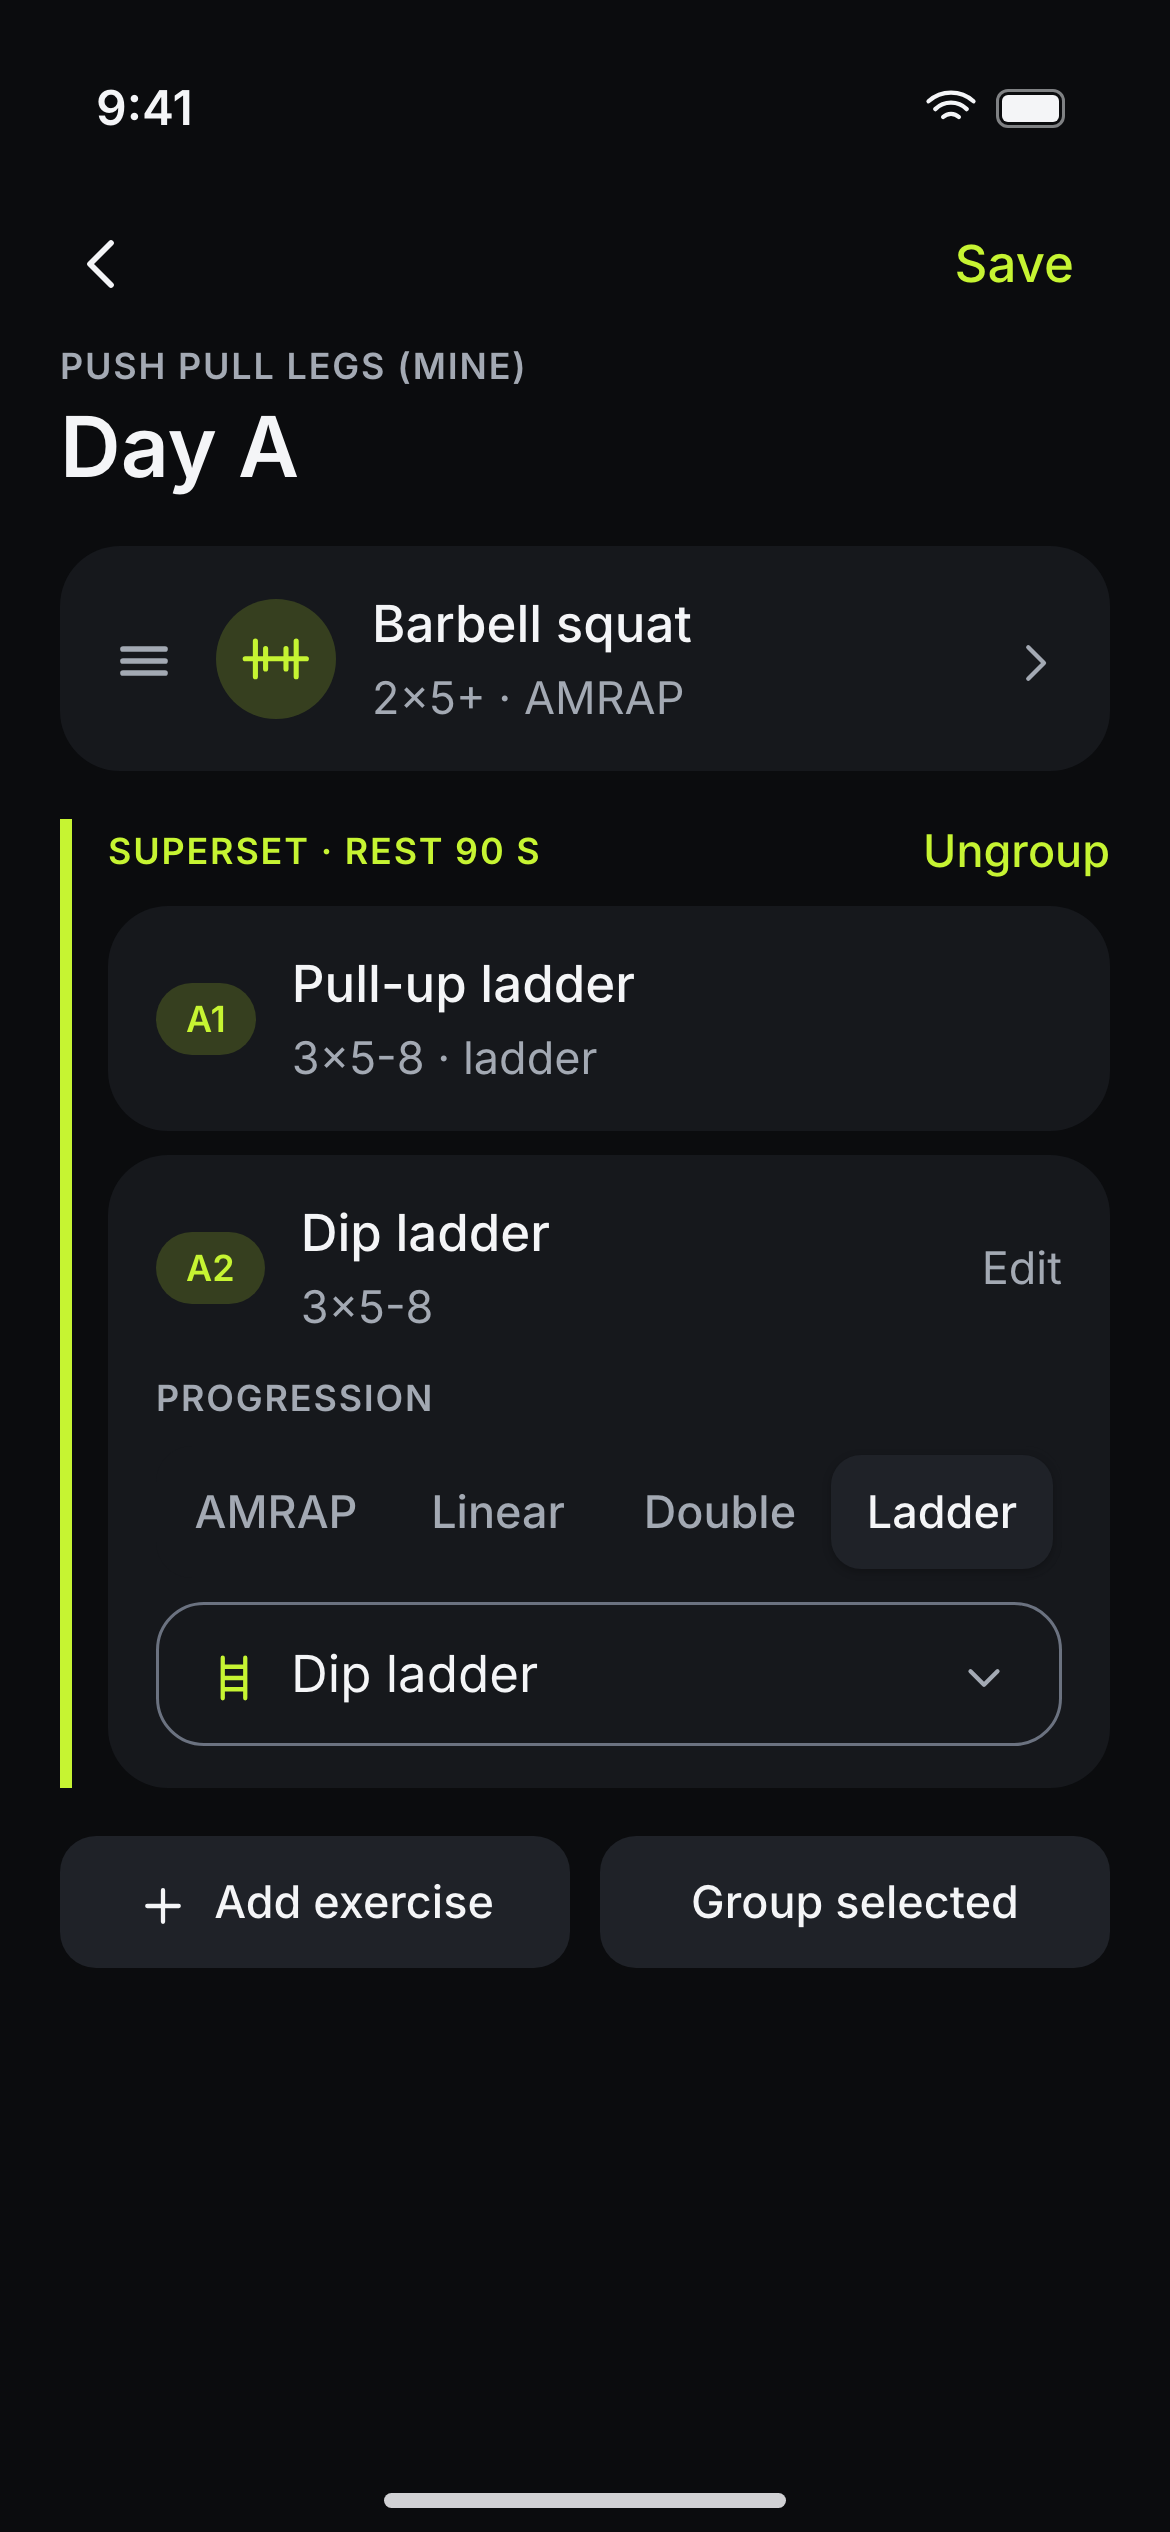 9:41
Save
PUSH PULL LEGS (MINE)
Day A
Barbell squat
2×5+ · AMRAP
SUPERSET · REST 90 S
Ungroup
A1
Pull-up ladder
3×5-8 · ladder
A2
Dip ladder
3×5-8
Edit
PROGRESSION
AMRAP Linear Double Ladder
Dip ladder
Add exercise
Group selected